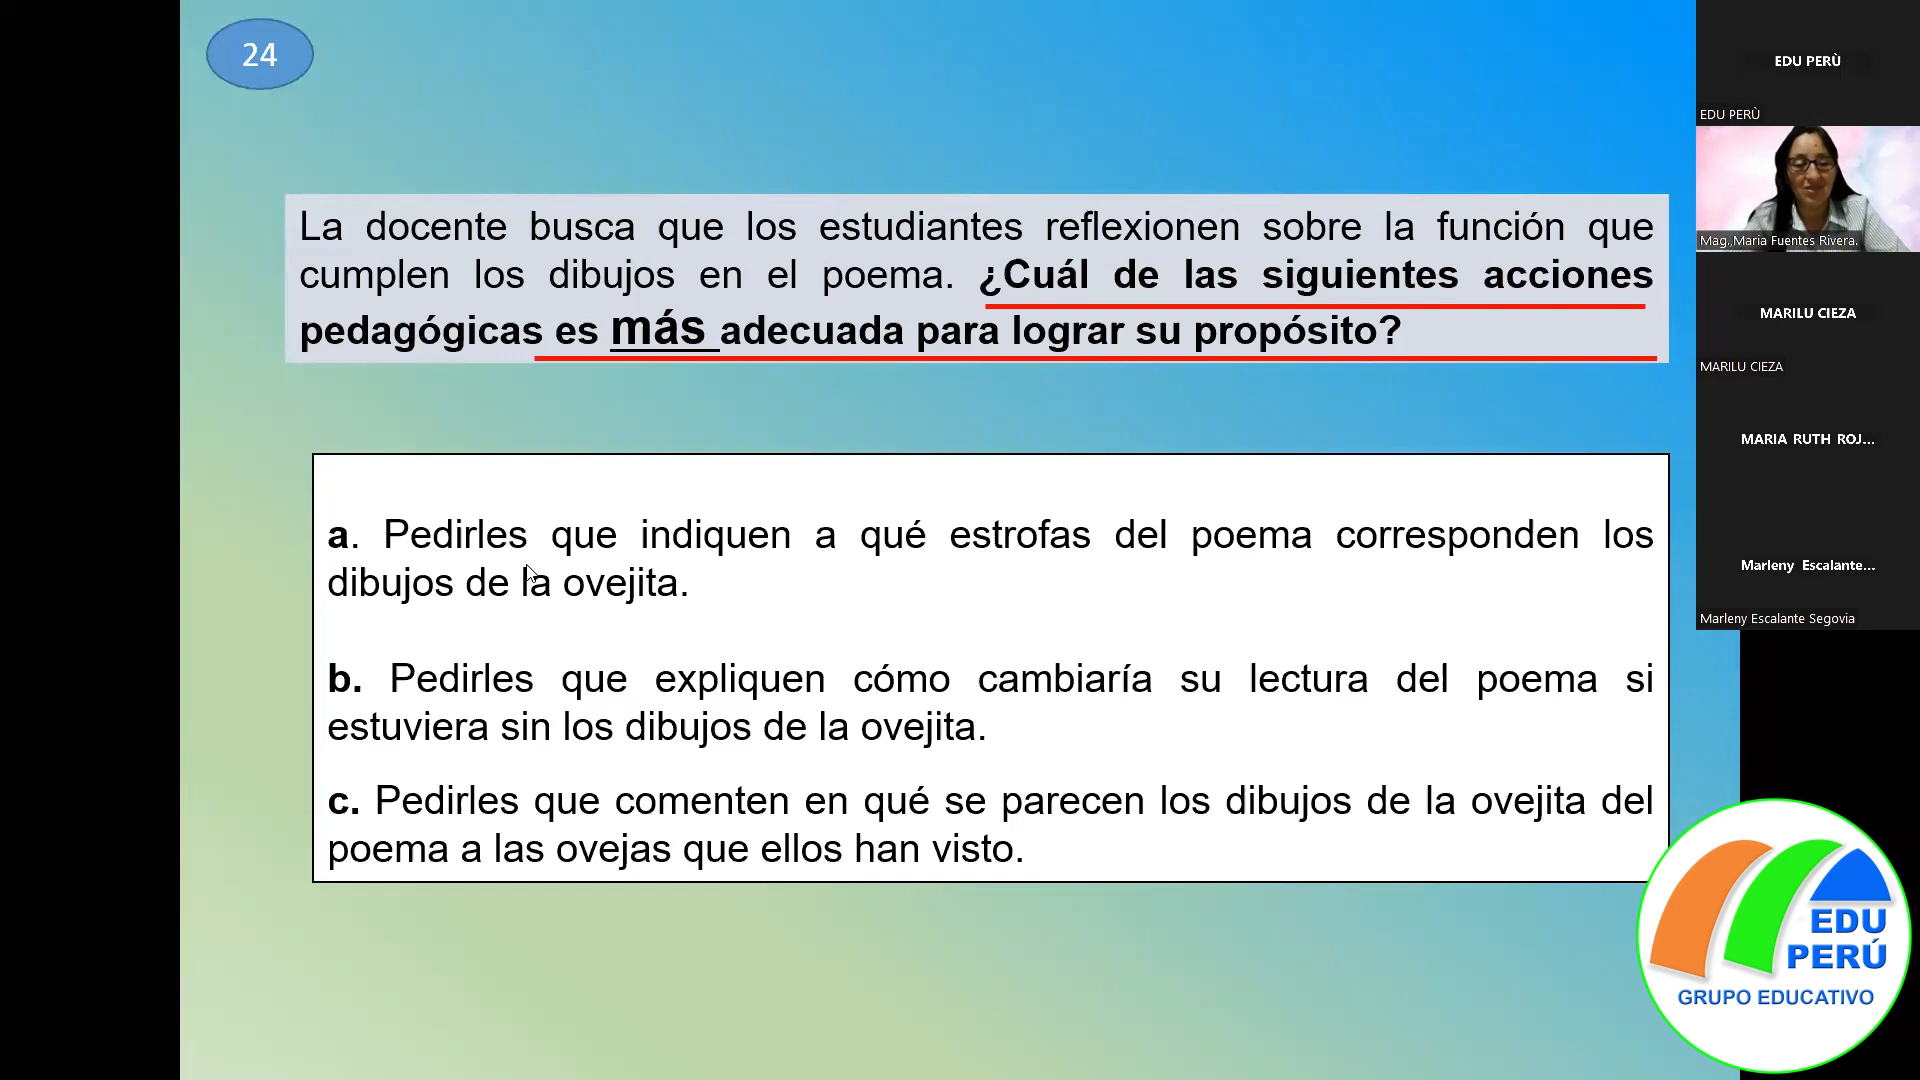 24
La docente busca que los estudiantes reflexionen sobre la función que
cumplen los dibujos en el poema. ¿Cuál de las siguientes acciones
pedagógicas es más adecuada para lograr su propósito?
a. Pedirles que indiquen a qué estrofas del poema corresponden los
dibujos de la ovejita.
b. Pedirles que expliquen cómo cambiaría su lectura del poema si
estuviera sin los dibujos de la ovejita.
c. Pedirles que comenten en qué se parecen los dibujos de la ovejita del
poema a las ovejas que ellos han visto.
EDU PERÙ
EDU PERÙ
Mag. Maria Fuentes Rivera.
MARILU CIEZA
MARILU CIEZA
MARIA RUTH ROJ...
Marleny Escalante...
Marleny Escalante Segovia
EDU
PERÚ
GRUPO EDUCATIVO